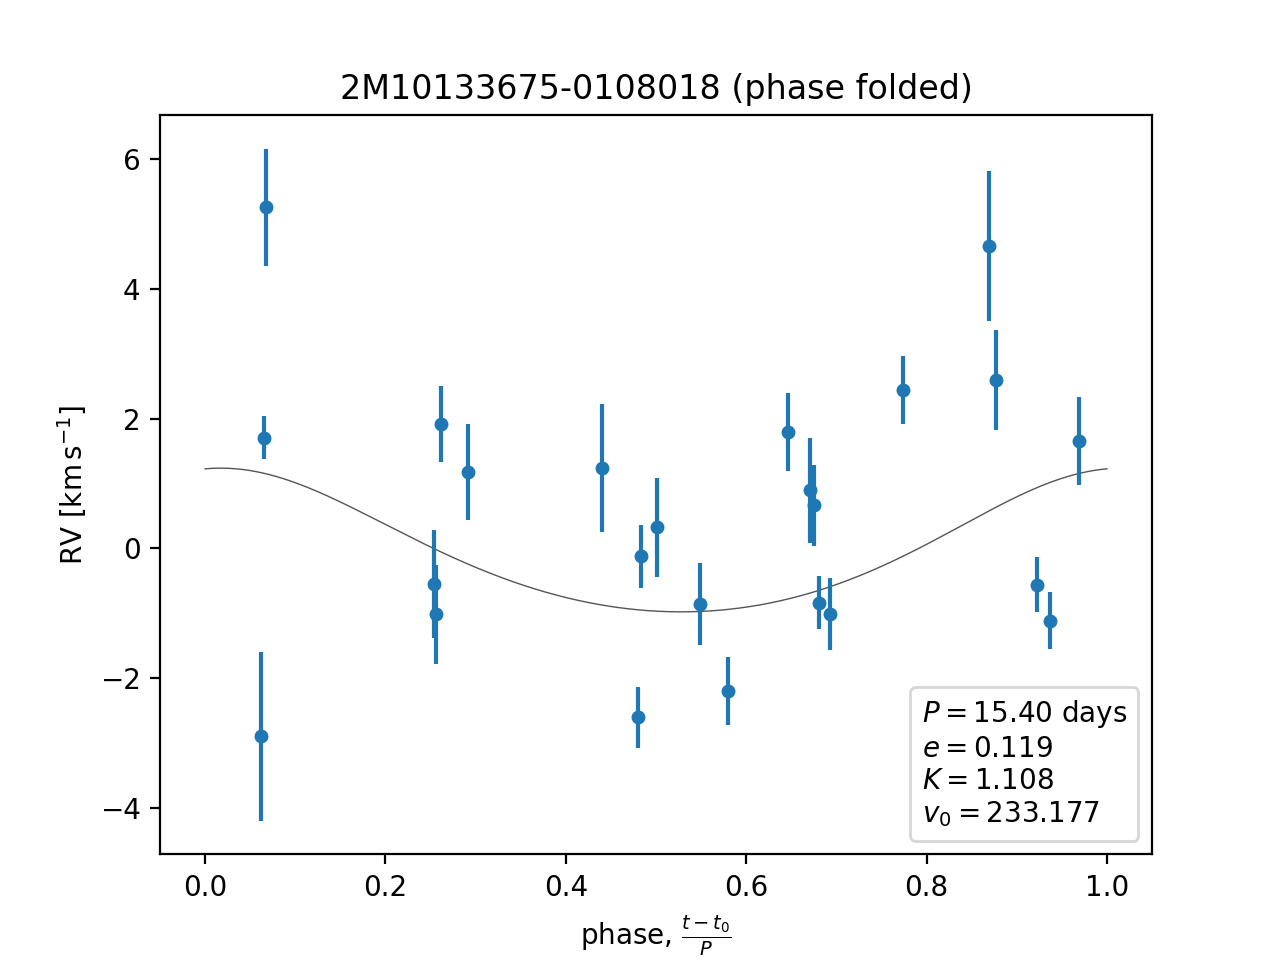 2M10133675-0108018 (phase folded)
6
4
2
0
−2
−4
RV [km s⁻¹]
0.0 0.2 0.4 0.6 0.8 1.0
phase, (t − t₀)/P
P = 15.40 days
e = 0.119
K = 1.108
v₀ = 233.177